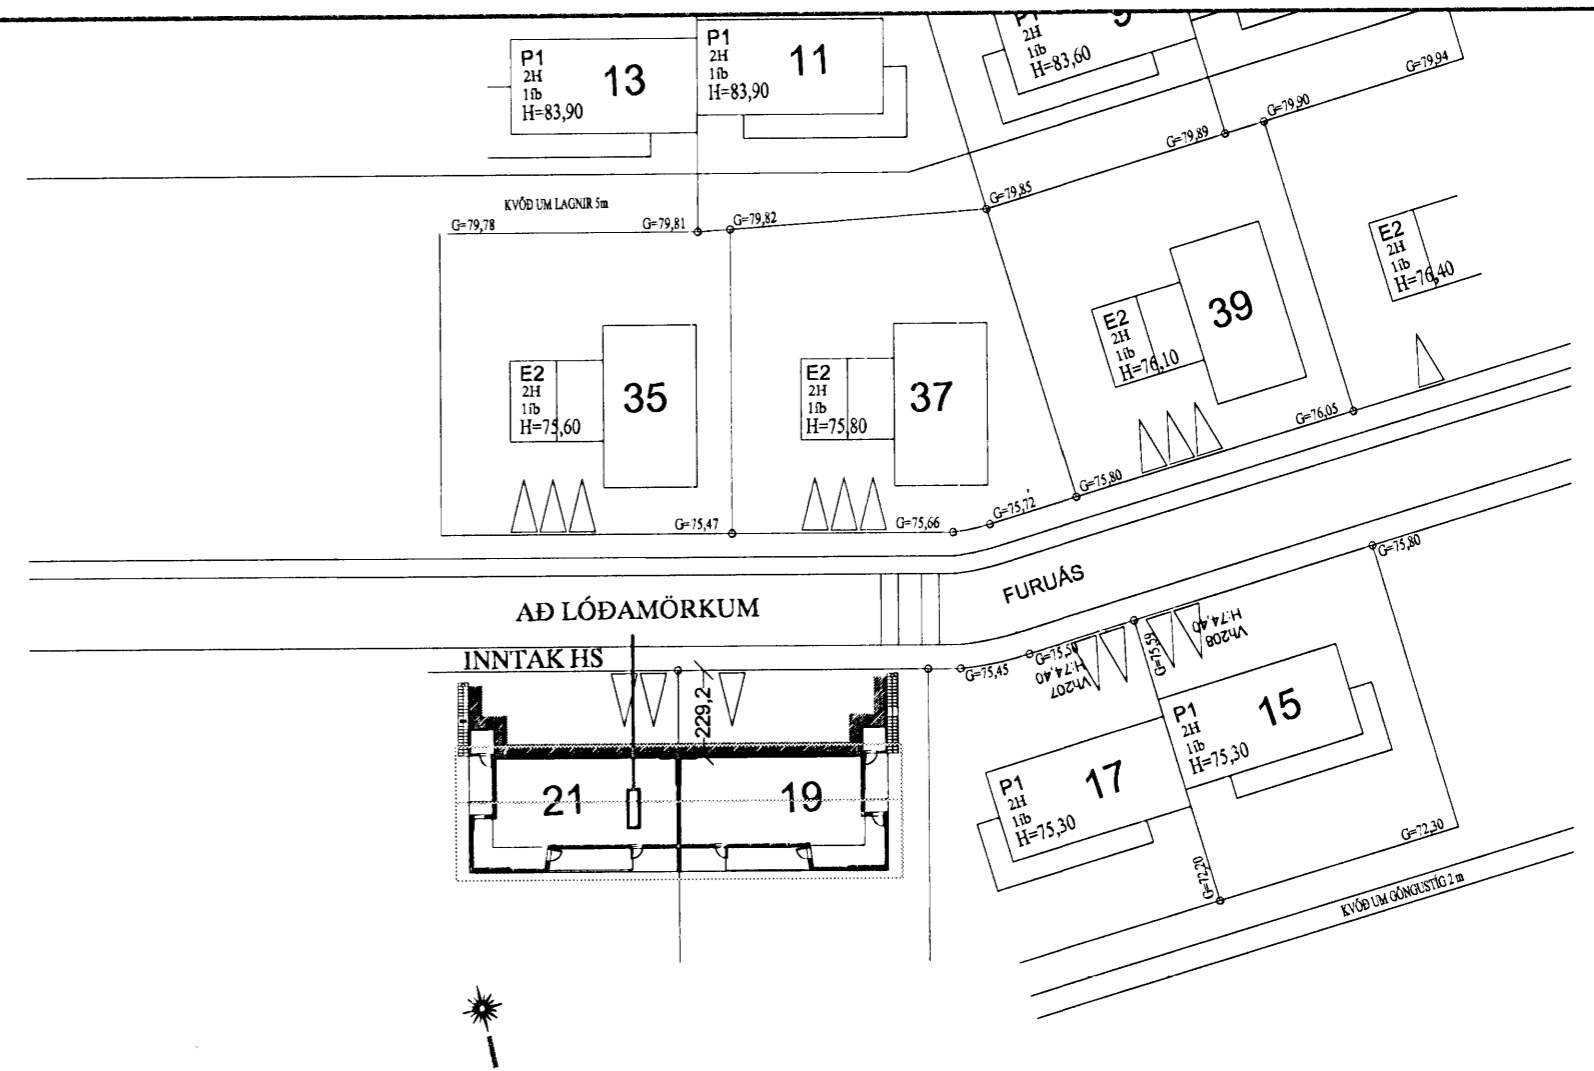 P1
2H
1íb
H=83,90
13
P1
2H
1íb
H=83,90
11
2H
1íb
H=83,60
G=79,94
G=79,90
G=79,89
G=79,85
KVÖÐ UM LAGNIR 5m
G=79,78
G=79,81
G=79,82
E2
2H
1íb
H=75,60
35
E2
2H
1íb
H=75,80
37
E2
2H
1íb
H=76,10
39
E2
2H
1íb
H=76,40
G=75,47
G=75,66
G=75,72
G=75,80
G=76,05
FURUÁS
AÐ LÓÐAMÖRKUM
INNTAK HS
229,2
G=75,45
G=75,50
G=75,59
G=75,80
Vh207
H:74,40
Vh208
H:74,40
21
19
P1
2H
1íb
H=75,30
17
P1
2H
1íb
H=75,30
15
G=72,20
G=72,30
KVÖÐ UM GÖNGUSTÍG 2 m